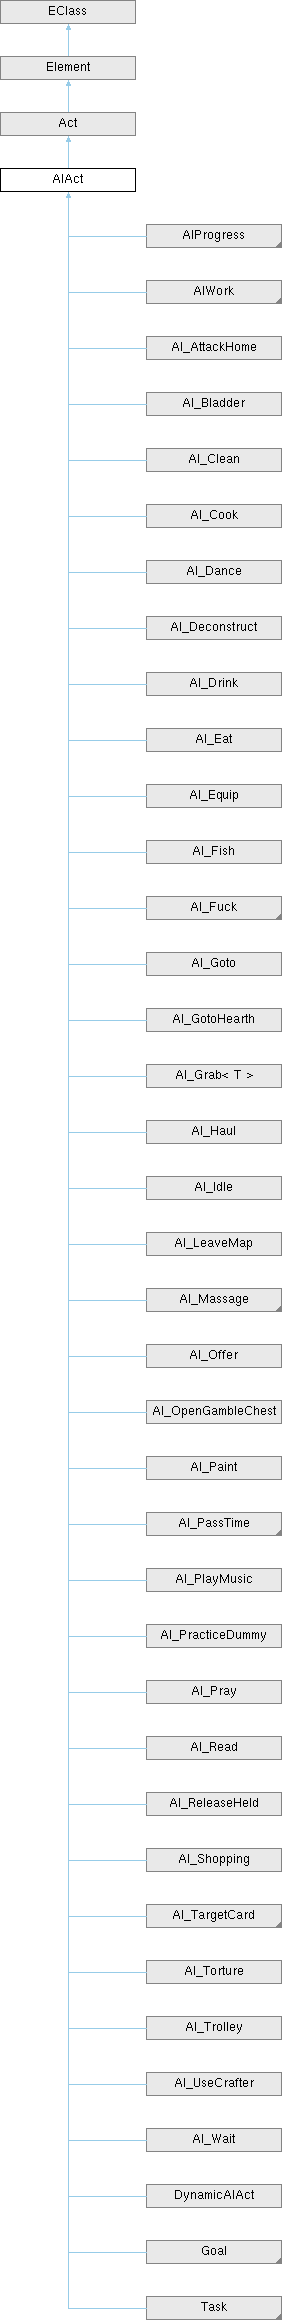 EClass
Element
Act
AIAct
AIProgress
AIWork
AI_AttackHome
AI_Bladder
AI_Clean
AI_Cook
AI_Dance
AI_Deconstruct
AI_Drink
AI_Eat
AI_Equip
AI_Fish
AI_Fuck
AI_Goto
AI_GotoHearth
AI_Grab< T >
AI_Haul
AI_Idle
AI_LeaveMap
AI_Massage
AI_Offer
AI_OpenGambleChest
AI_Paint
AI_PassTime
AI_PlayMusic
AI_PracticeDummy
AI_Pray
AI_Read
AI_ReleaseHeld
AI_Shopping
AI_TargetCard
AI_Torture
AI_Trolley
AI_UseCrafter
AI_Wait
DynamicAIAct
Goal
Task